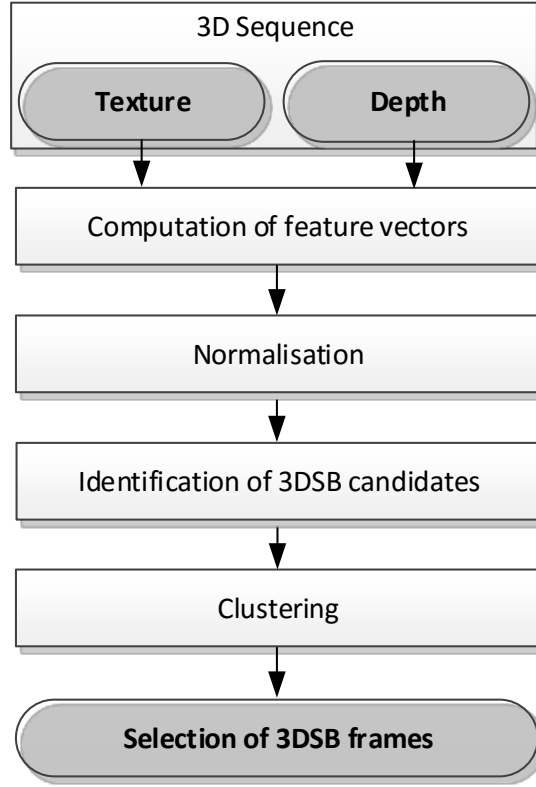 3D Sequence
Texture
Depth
Computation of feature vectors
Normalisation
Identification of 3DSB candidates
Clustering
Selection of 3DSB frames